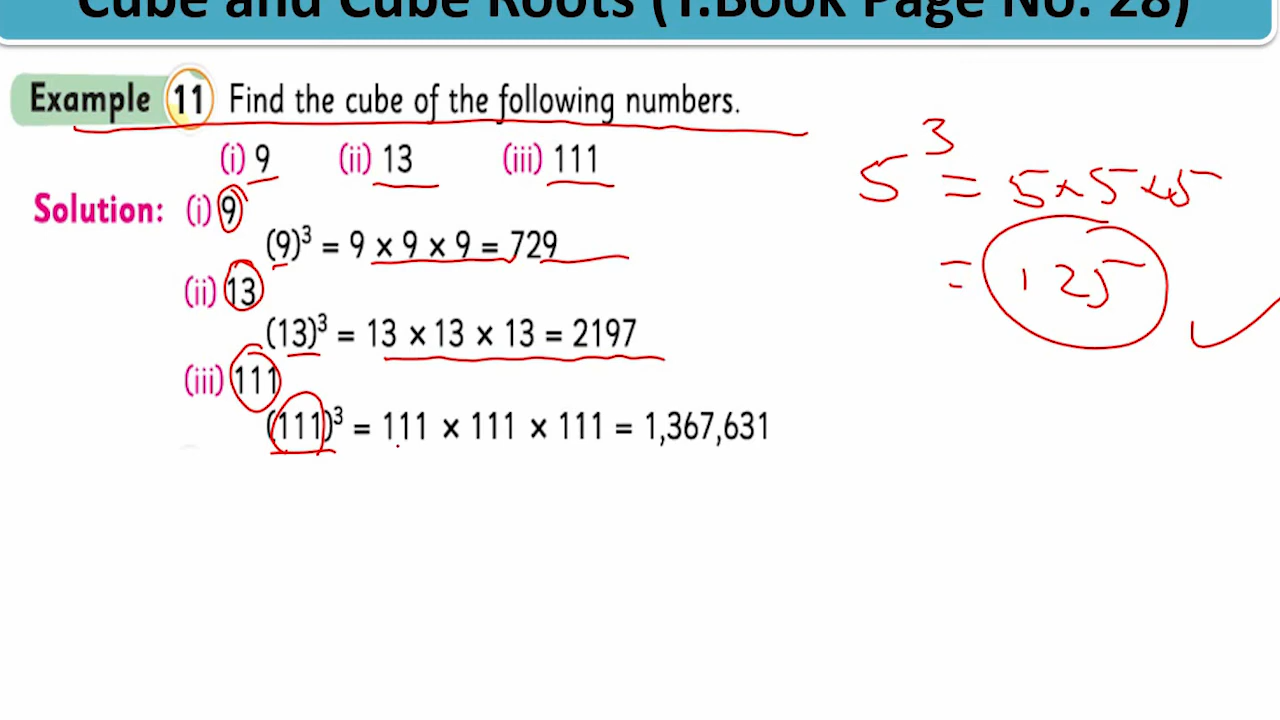 Cube and Cube Roots (T.Book Page No. 28)
Example 11 Find the cube of the following numbers.
(i) 9 (ii) 13 (iii) 111
Solution: (i) 9
(9)³ = 9 × 9 × 9 = 729
(ii) 13
(13)³ = 13 × 13 × 13 = 2197
(iii) 111
(111)³ = 111 × 111 × 111 = 1,367,631
5³ = 5 × 5 × 5
= 125